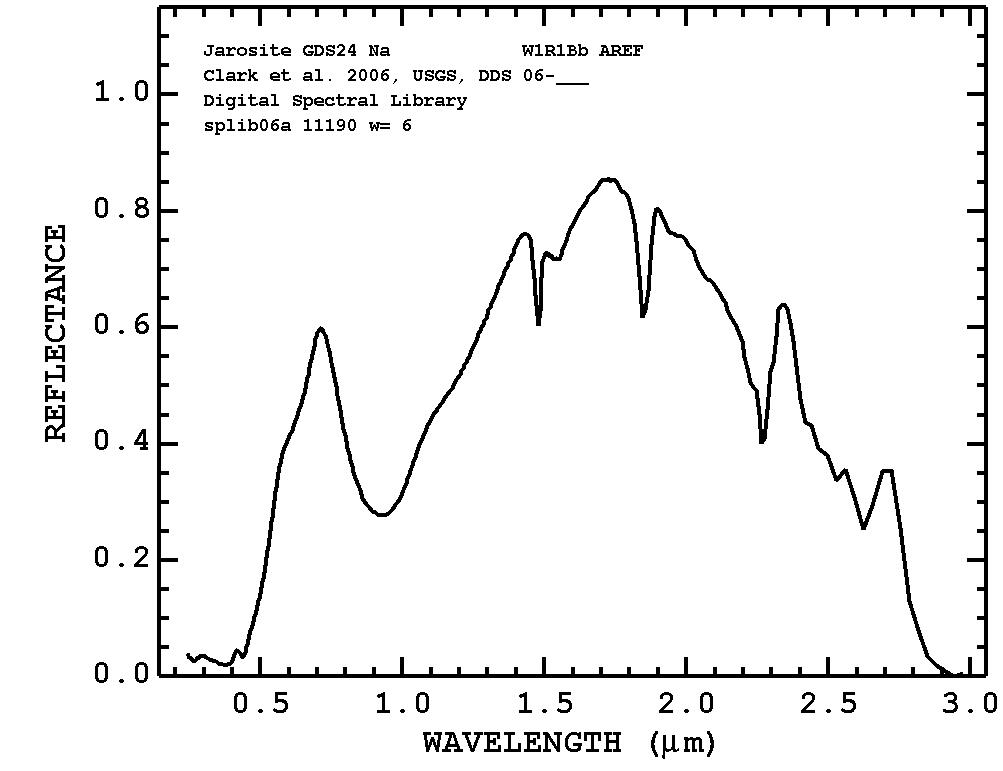 Jarosite GDS24 Na W1R1Bb AREF
Clark et al. 2006, USGS, DDS 06-___
Digital Spectral Library
splib06a 11190 w= 6
REFLECTANCE
1.0
0.8
0.6
0.4
0.2
0.0
0.5 1.0 1.5 2.0 2.5 3.0
WAVELENGTH (μm)